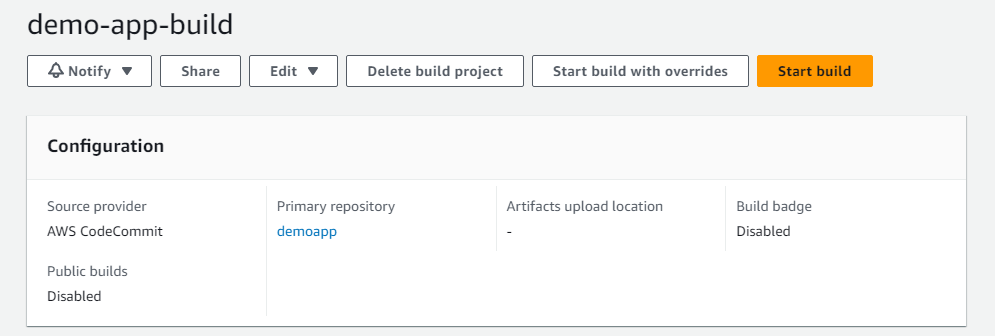 demo-app-build
Notify
Share
Edit
Delete build project
Start build with overrides
Start build
Configuration
Source provider
AWS CodeCommit
Primary repository
demoapp
Artifacts upload location
-
Build badge
Disabled
Public builds
Disabled